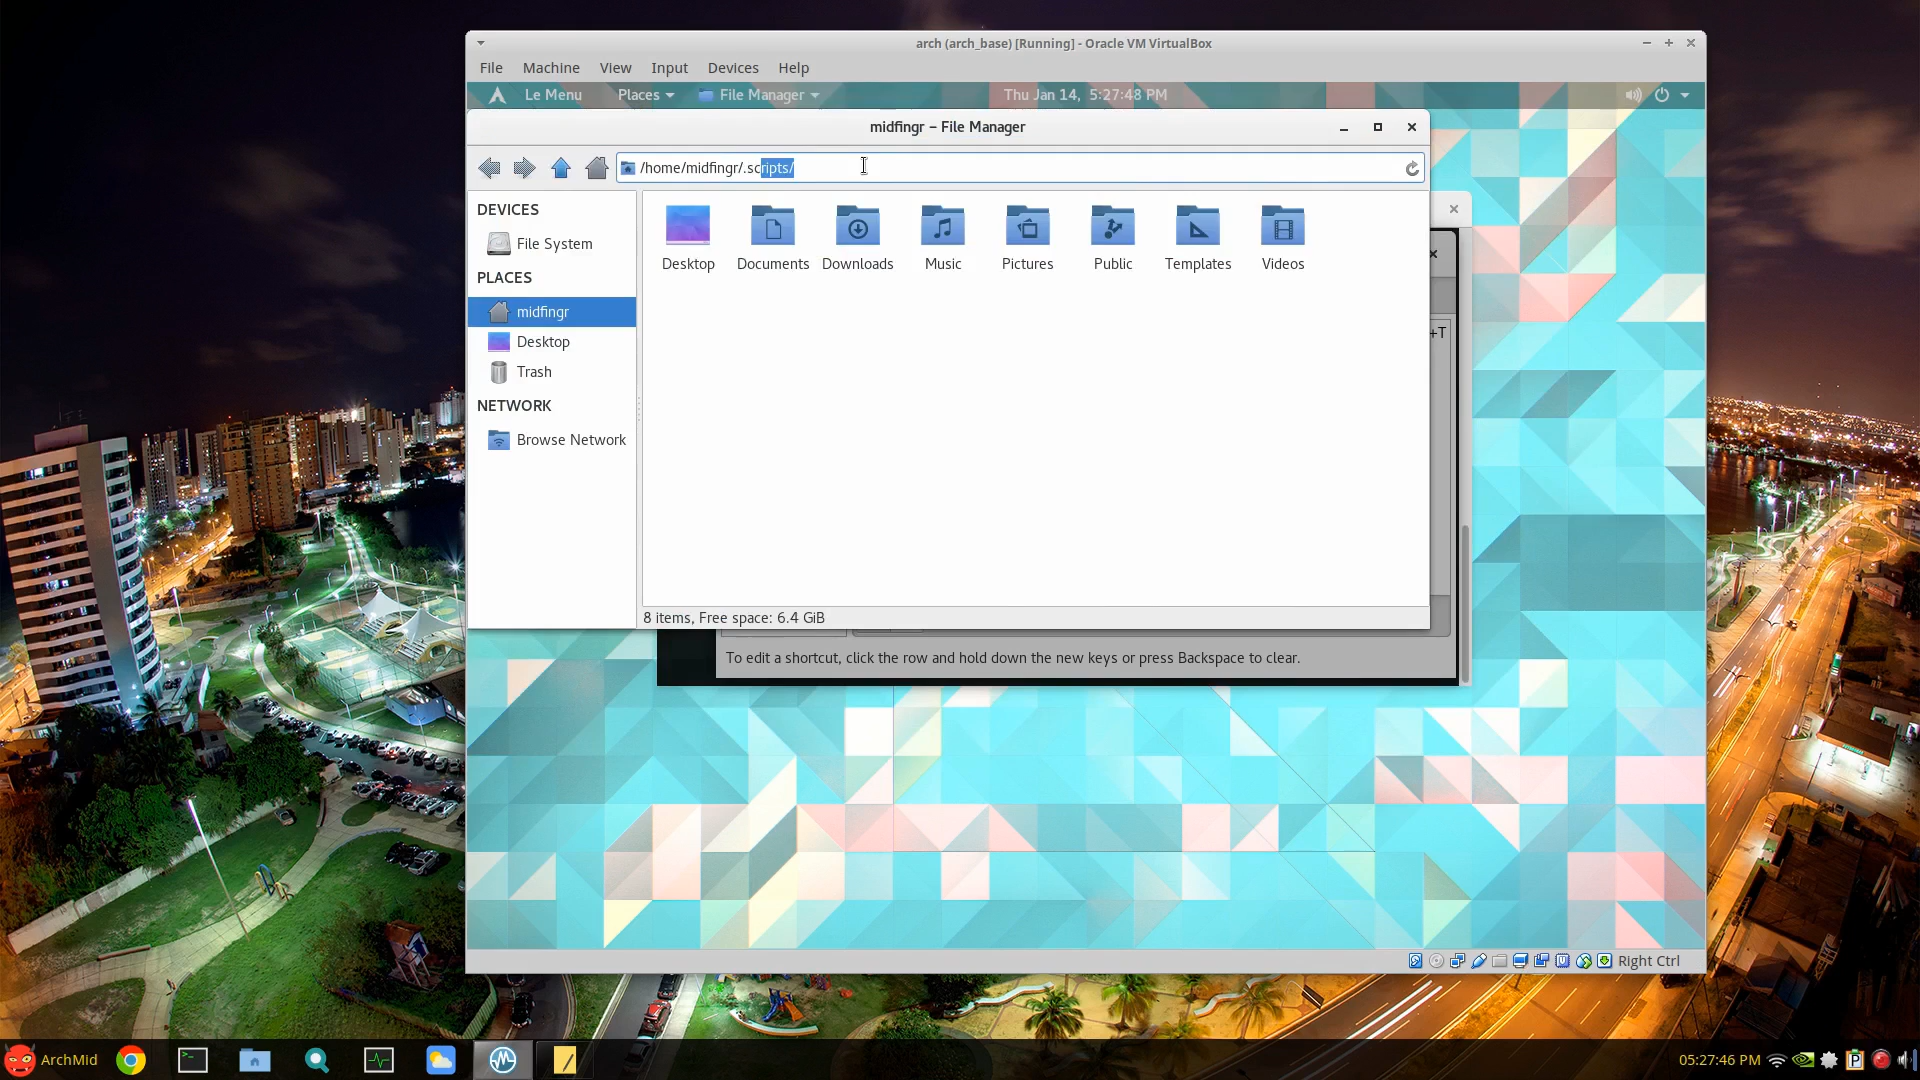 arch (arch_base) [Running] - Oracle VM VirtualBox
File Machine View Input Devices Help
Le Menu Places File Manager Thu Jan 14, 5:27:48 PM
midfingr – File Manager
/home/midfingr/.scripts/
DEVICES
File System
PLACES
midfingr
Desktop
Trash
NETWORK
Browse Network
Desktop Documents Downloads Music Pictures Public Templates Videos
+T
8 items, Free space: 6.4 GiB
To edit a shortcut, click the row and hold down the new keys or press Backspace to clear.
Right Ctrl
ArchMid
05:27:46 PM